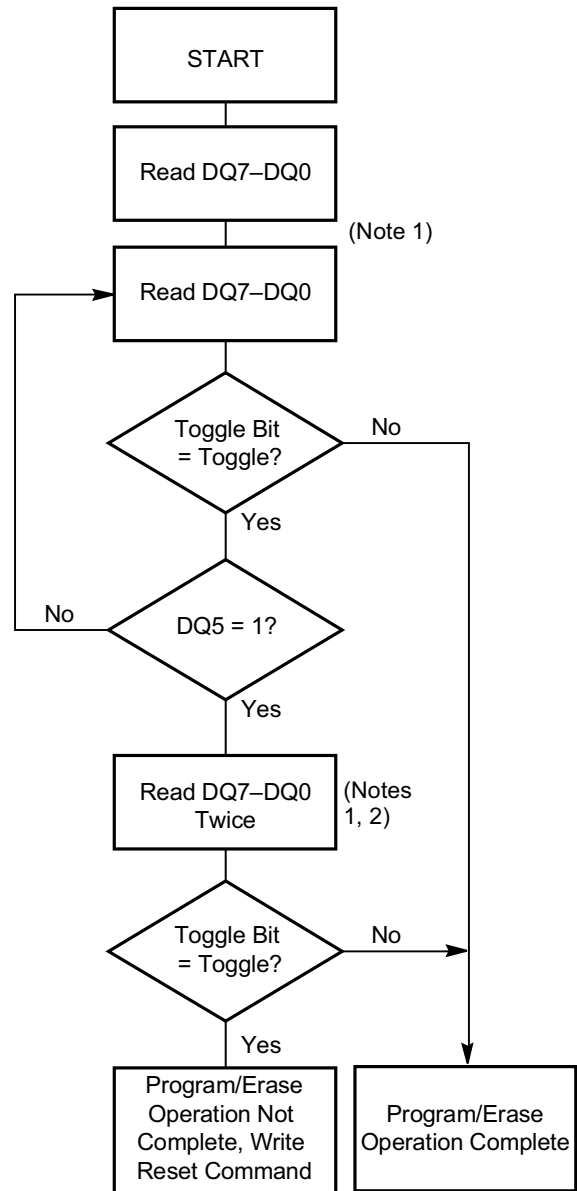 START
Read DQ7–DQ0
(Note 1)
Read DQ7–DQ0
Toggle Bit
= Toggle?
No
Yes
No
DQ5 = 1?
Yes
Read DQ7–DQ0
Twice
(Notes
1, 2)
Toggle Bit
= Toggle?
No
Yes
Program/Erase
Operation Not
Complete, Write
Reset Command
Program/Erase
Operation Complete